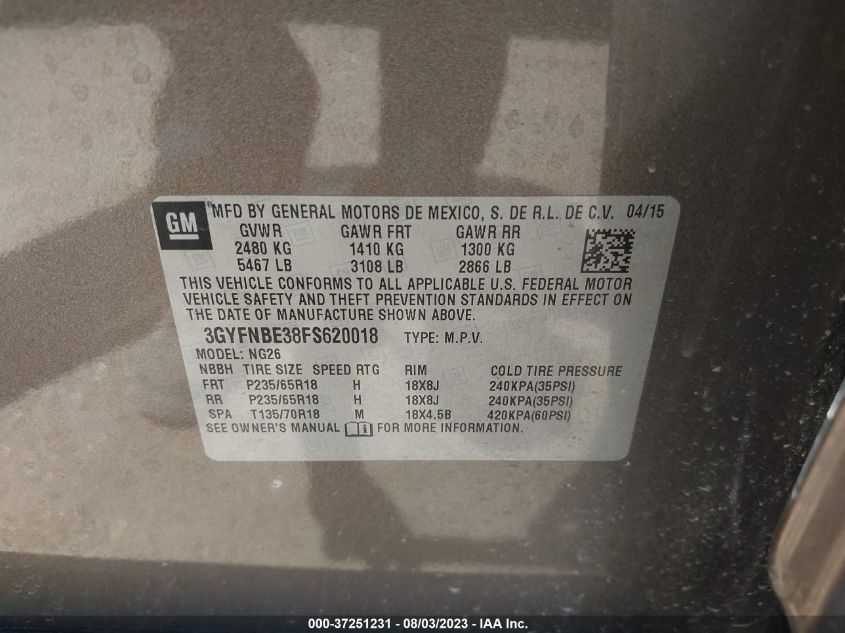 GM ® MFD BY GENERAL MOTORS DE MEXICO, S. DE R.L. DE C.V. 04/15
GVWR GAWR FRT GAWR RR
2480 KG 1410 KG 1300 KG
5467 LB 3108 LB 2866 LB
THIS VEHICLE CONFORMS TO ALL APPLICABLE U.S. FEDERAL MOTOR
VEHICLE SAFETY AND THEFT PREVENTION STANDARDS IN EFFECT ON
THE DATE OF MANUFACTURE SHOWN ABOVE.
3GYFNBE38FS620018 TYPE: M.P.V.
MODEL: NG26
NBBH TIRE SIZE SPEED RTG RIM COLD TIRE PRESSURE
FRT P235/65R18 H 18X8J 240KPA(35PSI)
RR P235/65R18 H 18X8J 240KPA(35PSI)
SPA T135/70R18 M 18X4.5B 420KPA(60PSI)
SEE OWNER'S MANUAL FOR MORE INFORMATION.
000-37251231 - 08/03/2023 - IAA Inc.